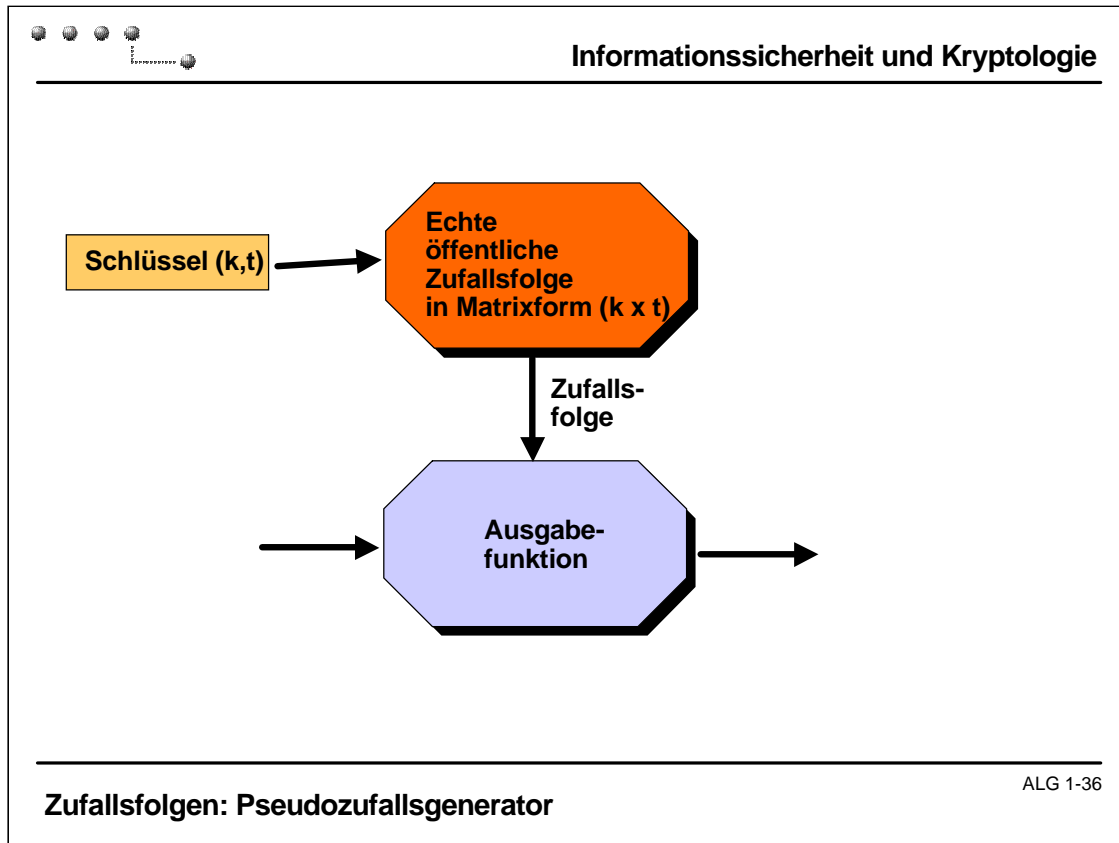 Informationssicherheit und Kryptologie
Schlüssel (k,t)
Echte
öffentliche
Zufallsfolge
in Matrixform (k x t)
Zufalls-
folge
Ausgabe-
funktion
ALG 1-36
Zufallsfolgen: Pseudozufallsgenerator